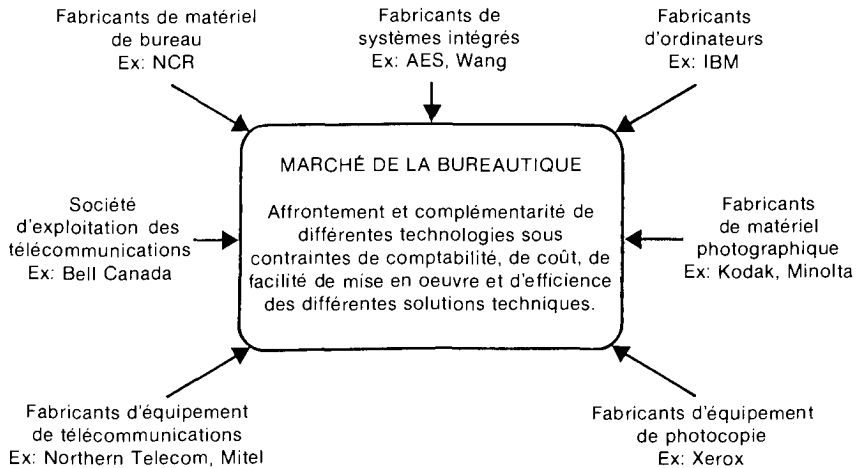 Fabricants de matériel
de bureau
Ex: NCR
Fabricants de
systèmes intégrés
Ex: AES, Wang
Fabricants
d'ordinateurs
Ex: IBM
MARCHÉ DE LA BUREAUTIQUE
Affrontement et complémentarité de
différentes technologies sous
contraintes de comptabilité, de coût, de
facilité de mise en oeuvre et d'efficience
des différentes solutions techniques.
Société
d'exploitation des
télécommunications
Ex: Bell Canada
Fabricants
de matériel
photographique
Ex: Kodak, Minolta
Fabricants d'équipement
de télécommunications
Ex: Northern Telecom, Mitel
Fabricants d'équipement
de photocopie
Ex: Xerox